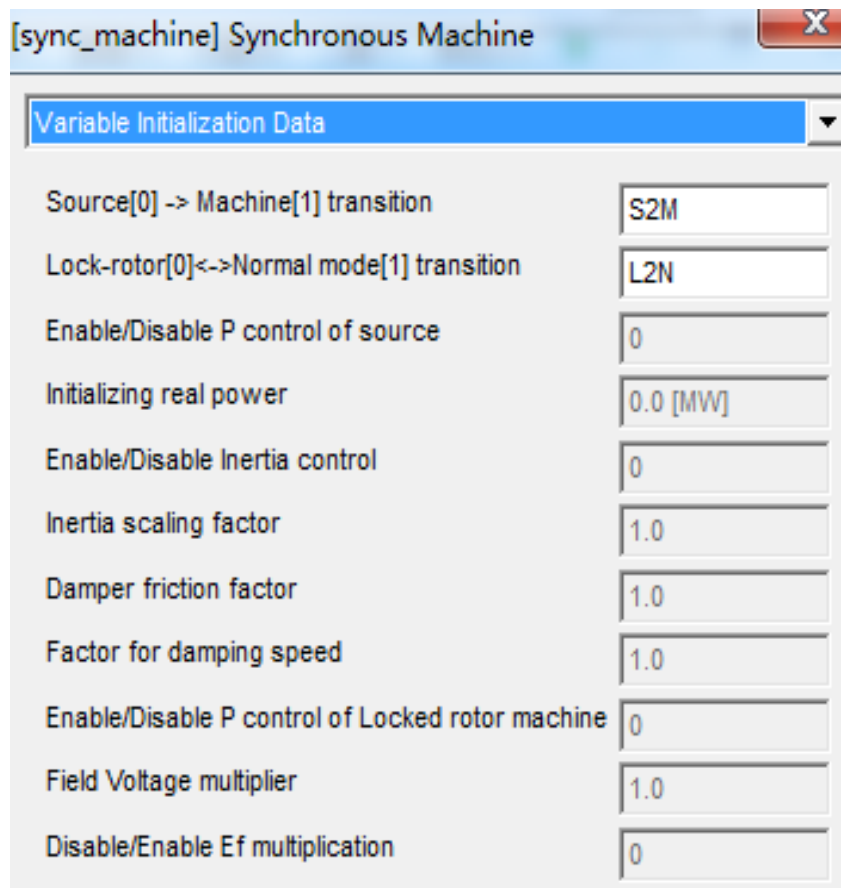 [sync_machine] Synchronous Machine
Variable Initialization Data
Source[0] -> Machine[1] transition S2M
Lock-rotor[0]<->Normal mode[1] transition L2N
Enable/Disable P control of source 0
Initializing real power 0.0 [MW]
Enable/Disable Inertia control 0
Inertia scaling factor 1.0
Damper friction factor 1.0
Factor for damping speed 1.0
Enable/Disable P control of Locked rotor machine 0
Field Voltage multiplier 1.0
Disable/Enable Ef multiplication 0